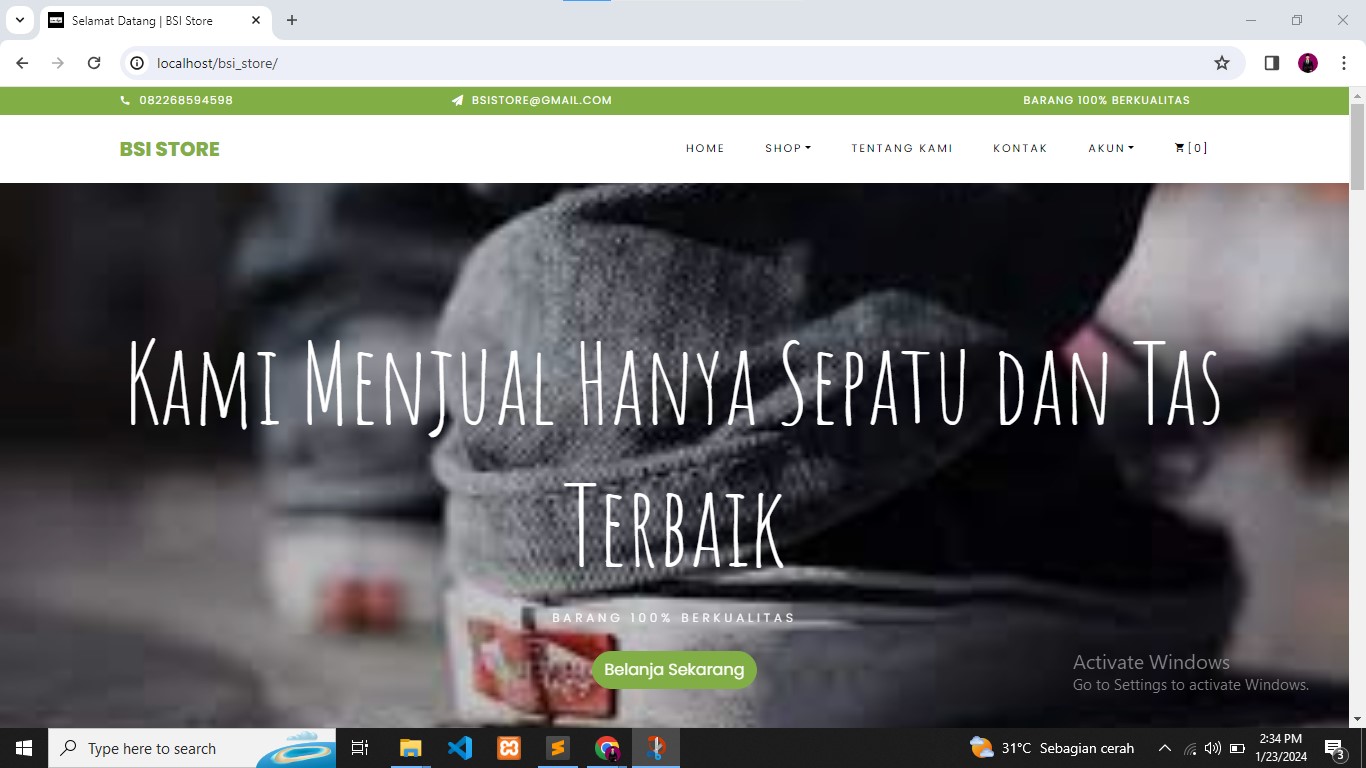 Selamat Datang | BSI Store
localhost/bsi_store/
082268594598
BSISTORE@GMAIL.COM
BARANG 100% BERKUALITAS
BSI STORE
HOME
SHOP
TENTANG KAMI
KONTAK
AKUN
[0]
Kami Menjual Hanya Sepatu dan Tas
Terbaik
BARANG 100% BERKUALITAS
Belanja Sekarang
Activate Windows
Go to Settings to activate Windows.
Type here to search
31°C Sebagian cerah
2:34 PM
1/23/2024
3